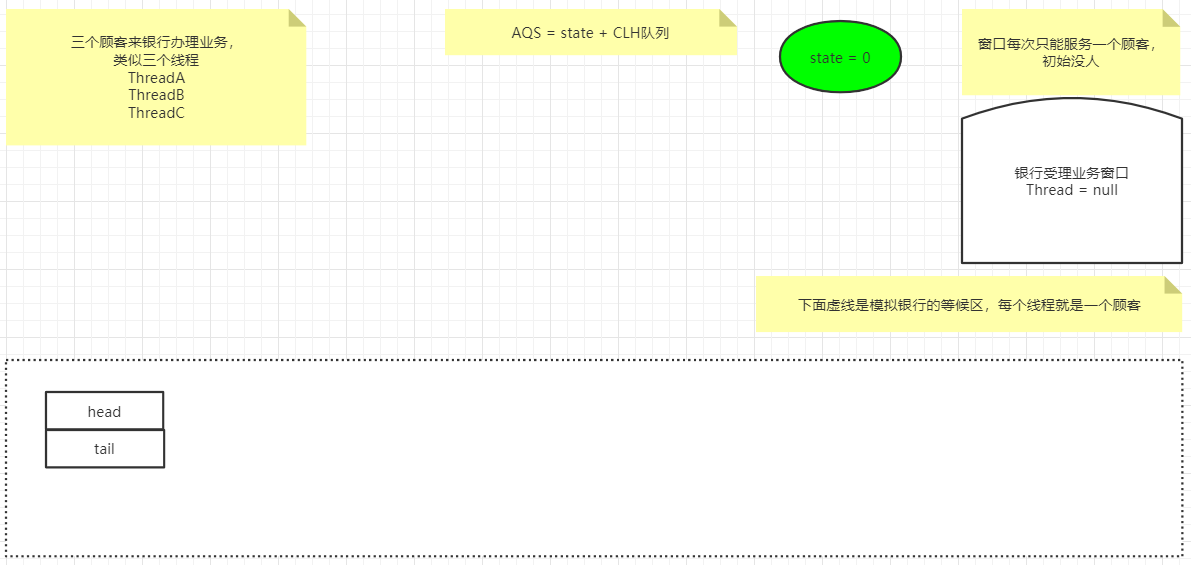 三个顾客来银行办理业务，
类似三个线程
ThreadA
ThreadB
ThreadC
AQS = state + CLH队列
state = 0
窗口每次只能服务一个顾客，
初始没人
银行受理业务窗口
Thread = null
下面虚线是模拟银行的等候区，每个线程就是一个顾客
head
tail